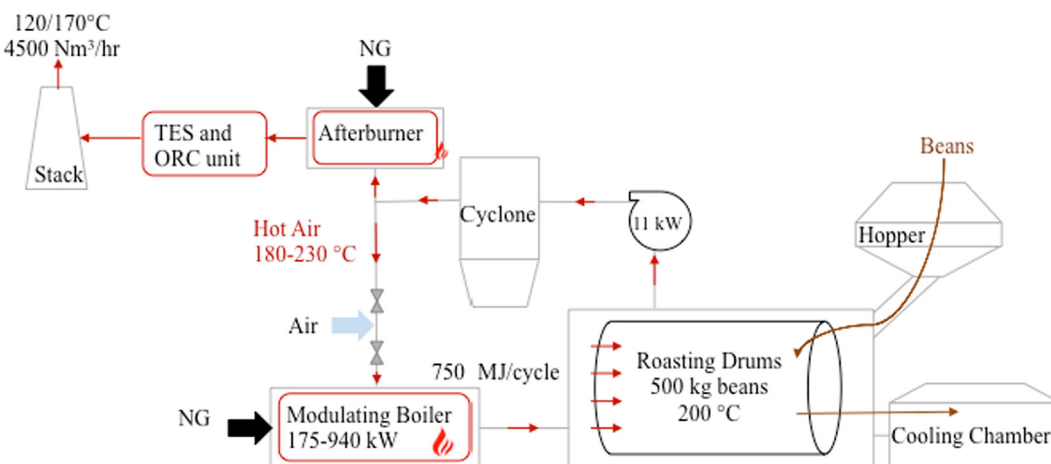 120/170°C
4500 Nm³/hr
NG
TES and
ORC unit
Afterburner
Stack
Beans
Cyclone
11 kW
Hopper
Hot Air
180-230 °C
Air
750 MJ/cycle
Roasting Drums
500 kg beans
200 °C
NG
Modulating Boiler
175-940 kW
Cooling Chamber